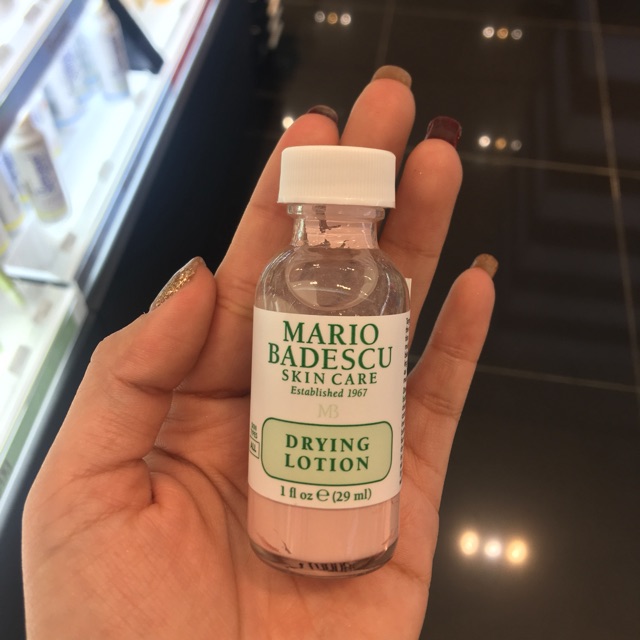 MARIO
BADESCU
SKIN CARE
Established 1967
MB
DRYING
LOTION
1 fl oz ℮ (29 ml)